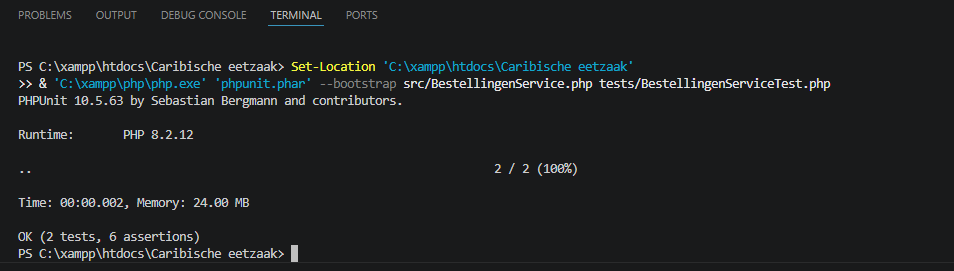 PROBLEMS OUTPUT DEBUG CONSOLE TERMINAL PORTS
PS C:\xampp\htdocs\Caribische eetzaak> Set-Location 'C:\xampp\htdocs\Caribische eetzaak'
>> & 'C:\xampp\php\php.exe' 'phpunit.phar' --bootstrap src/BestellingenService.php tests/BestellingenServiceTest.php
PHPUnit 10.5.63 by Sebastian Bergmann and contributors.
Runtime: PHP 8.2.12
.. 2 / 2 (100%)
Time: 00:00.002, Memory: 24.00 MB
OK (2 tests, 6 assertions)
PS C:\xampp\htdocs\Caribische eetzaak>